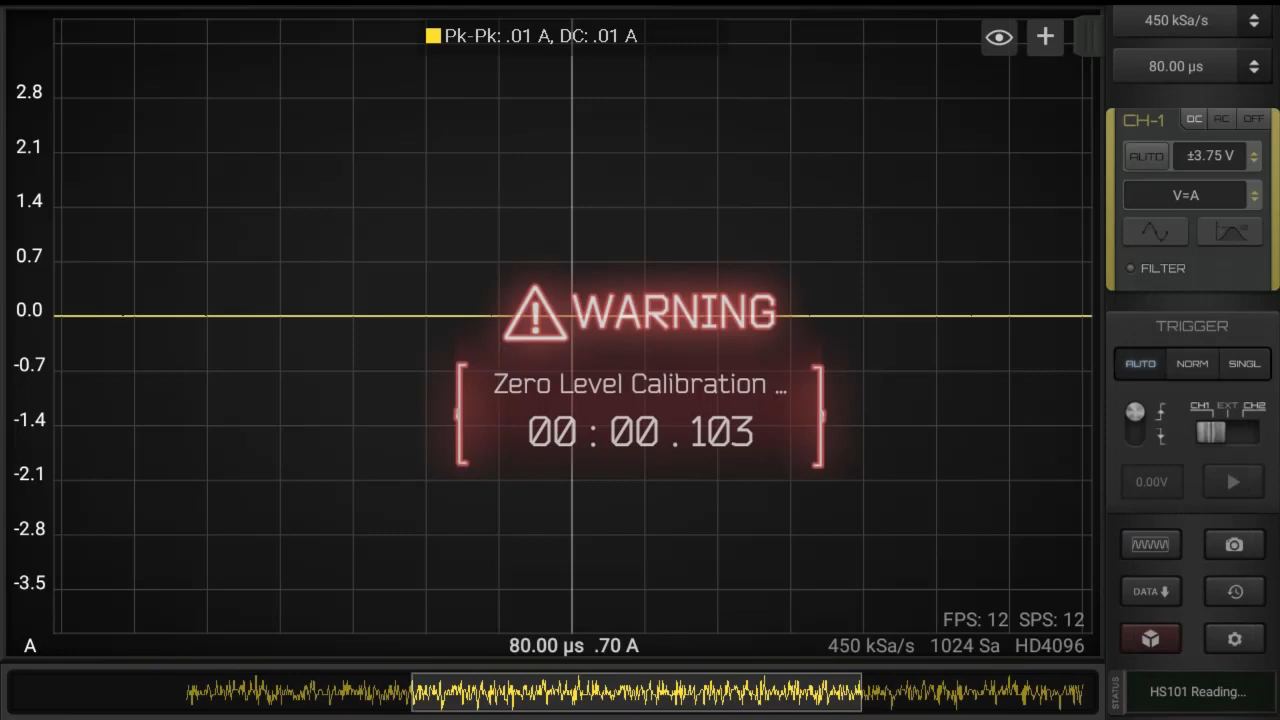 Pk-Pk: .01 A, DC: .01 A
+
450 kSa/s
80.00 µs
2.8
2.1
1.4
0.7
0.0
-0.7
-1.4
-2.1
-2.8
-3.5
A
WARNING
Zero Level Calibration ...
00 : 00 . 103
FPS: 12 SPS: 12
80.00 µs .70 A
450 kSa/s 1024 Sa HD4096
CH-1 DC AC OFF
AUTO ±3.75 V
V=A
FILTER
TRIGGER
AUTO NORM SINGL
CH1 EXT CH2
0.00V
DATA
STATUS
HS101 Reading...